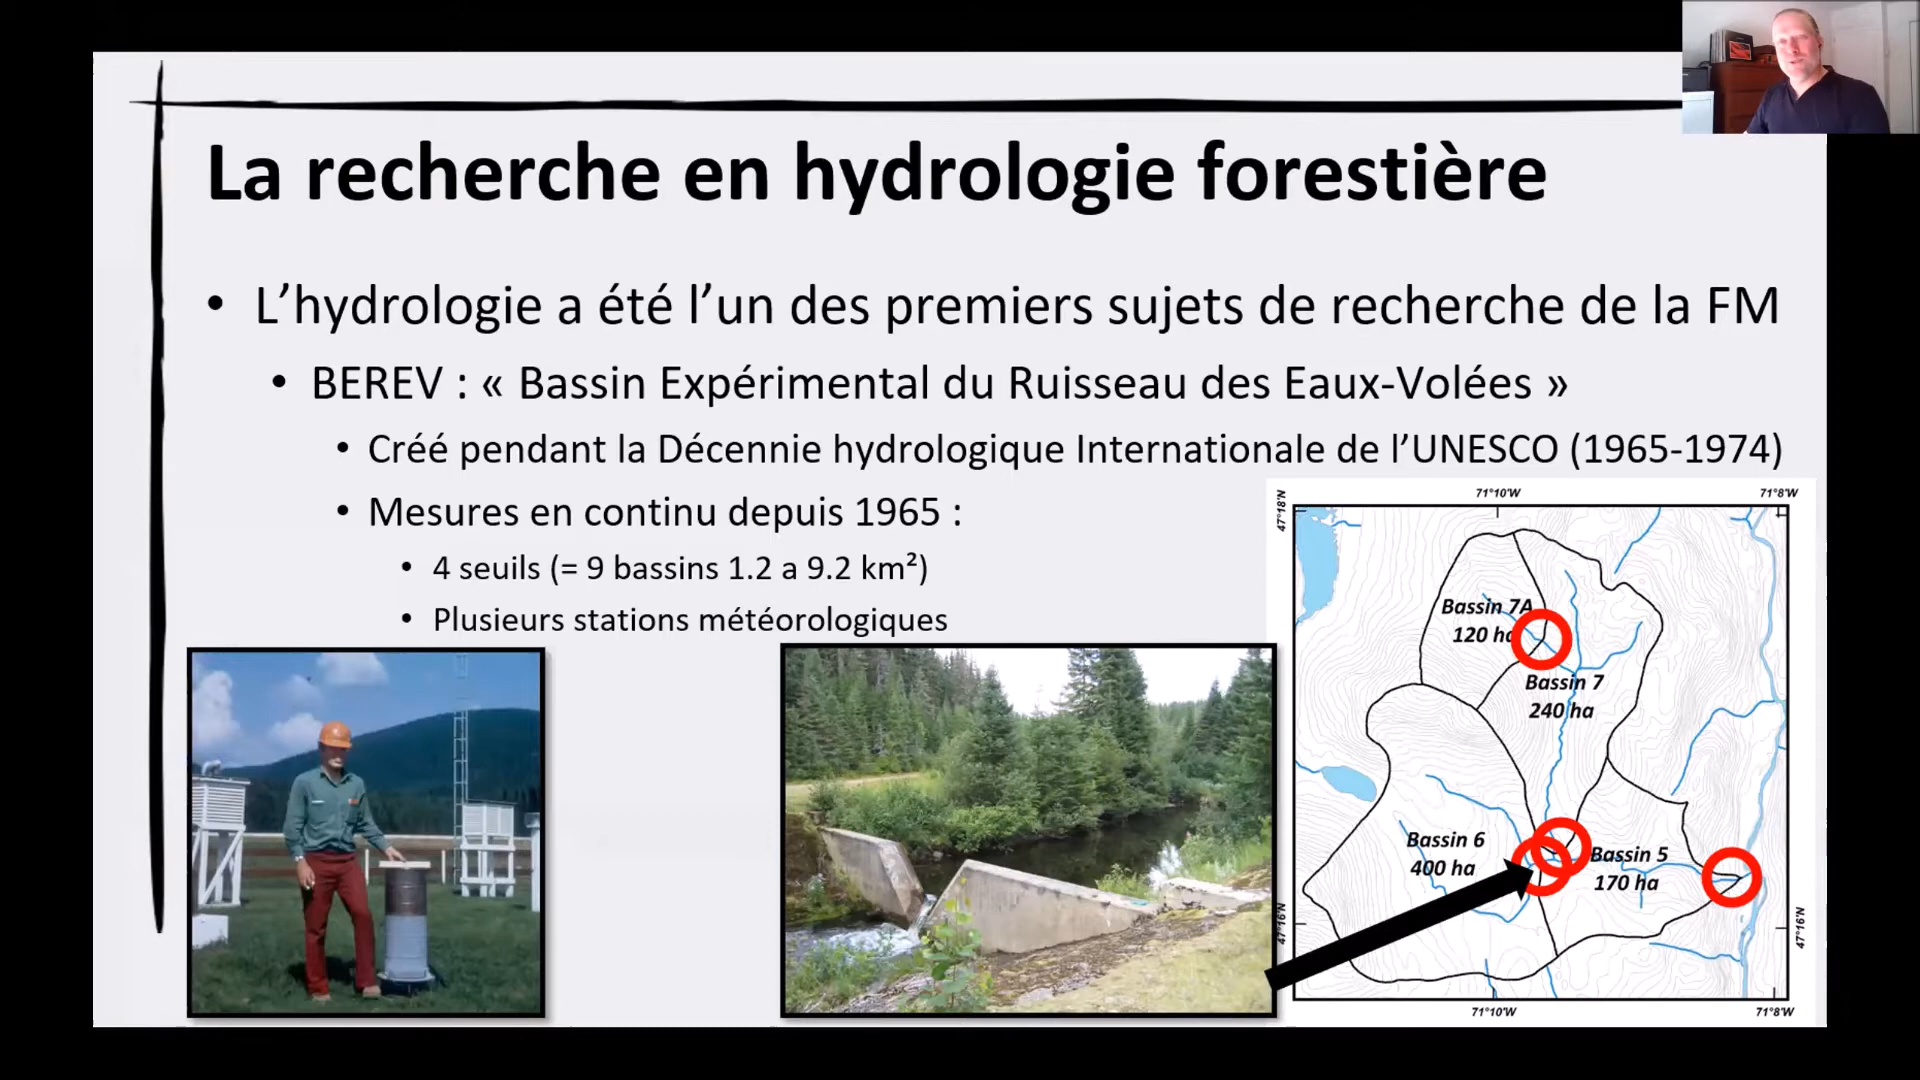 La recherche en hydrologie forestière
• L’hydrologie a été l’un des premiers sujets de recherche de la FM
• BEREV : « Bassin Expérimental du Ruisseau des Eaux-Volées »
• Créé pendant la Décennie hydrologique Internationale de l’UNESCO (1965-1974)
• Mesures en continu depuis 1965 :
• 4 seuils (= 9 bassins 1.2 a 9.2 km²)
• Plusieurs stations météorologiques
71°10'W
71°8'W
47°18'N
Bassin 7A
120 ha
Bassin 7
240 ha
Bassin 6
400 ha
Bassin 5
170 ha
47°16'N
47°16'N
71°10'W
71°8'W